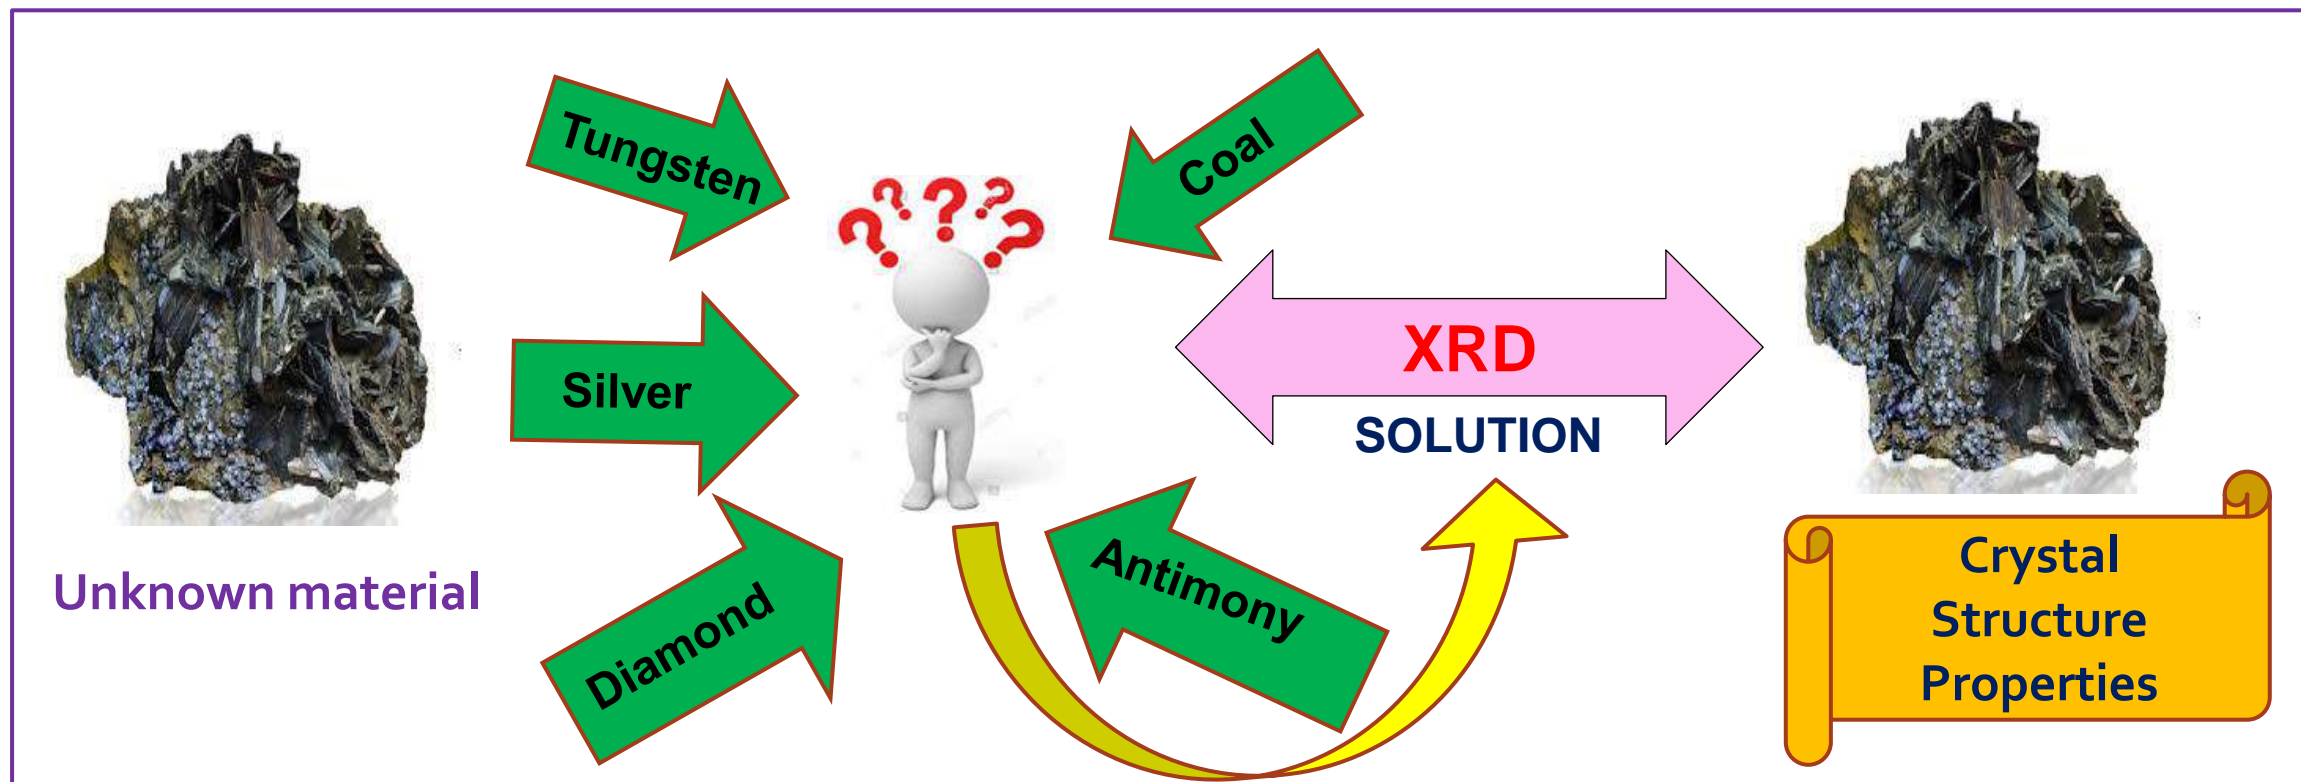 Tungsten
Coal
Silver
XRD
SOLUTION
Unknown material
Diamond
Antimony
Crystal
Structure
Properties